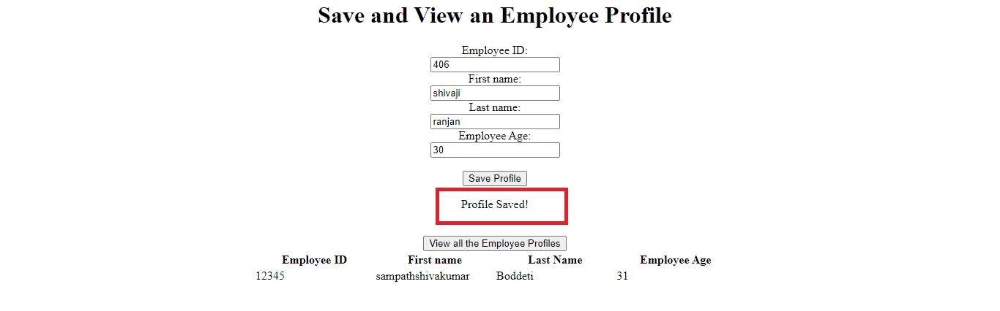 Save and View an Employee Profile
Employee ID:
406
First name:
shivaji
Last name:
ranjan
Employee Age:
30
Save Profile
Profile Saved!
View all the Employee Profiles
Employee ID First name Last Name Employee Age
12345 sampathshivakumar Boddeti 31